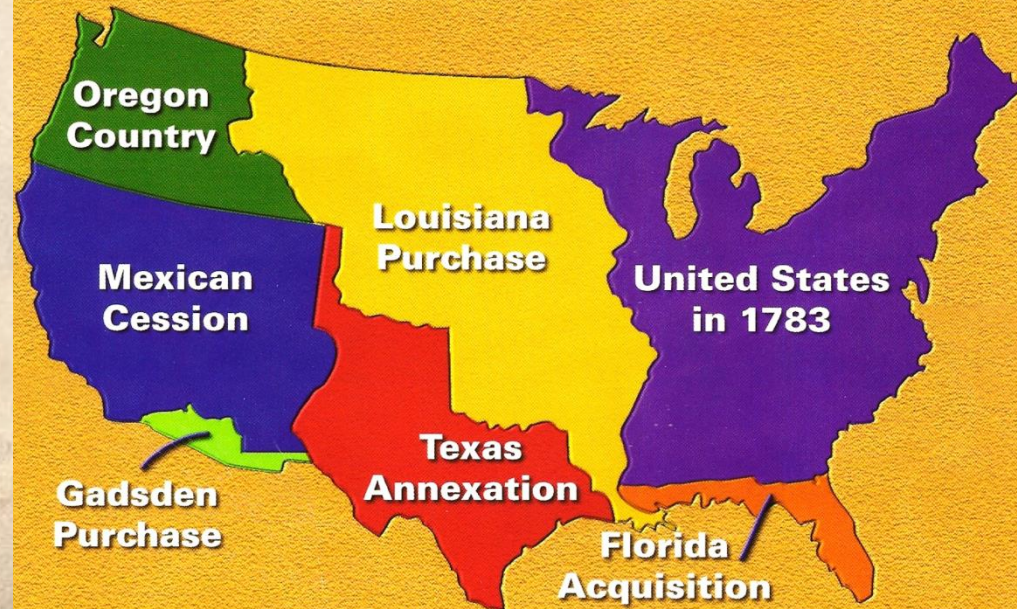 Oregon
Country
Louisiana
Purchase
Mexican
Cession
United States
in 1783
Texas
Annexation
Gadsden
Purchase
Florida
Acquisition